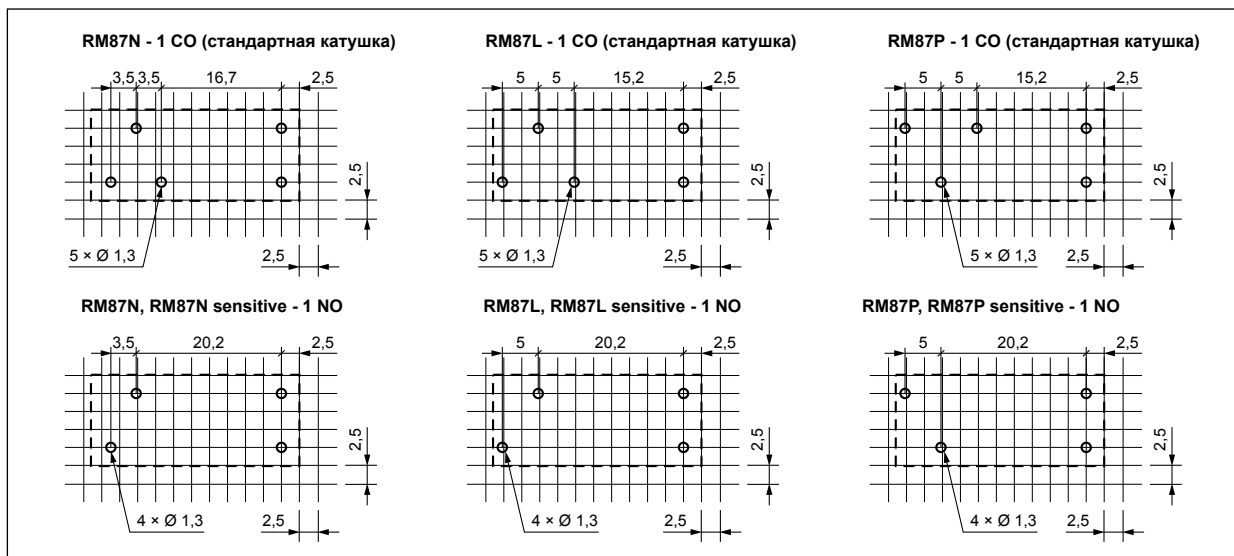 RM87N - 1 CO (стандартная катушка)
3,5 3,5 16,7 2,5
2,5
5 × Ø 1,3
2,5
RM87L - 1 CO (стандартная катушка)
5 5 15,2 2,5
2,5
5 × Ø 1,3
2,5
RM87P - 1 CO (стандартная катушка)
5 5 15,2 2,5
2,5
5 × Ø 1,3
2,5
RM87N, RM87N sensitive - 1 NO
3,5 20,2 2,5
2,5
4 × Ø 1,3
2,5
RM87L, RM87L sensitive - 1 NO
5 20,2 2,5
2,5
4 × Ø 1,3
2,5
RM87P, RM87P sensitive - 1 NO
5 20,2 2,5
2,5
4 × Ø 1,3
2,5